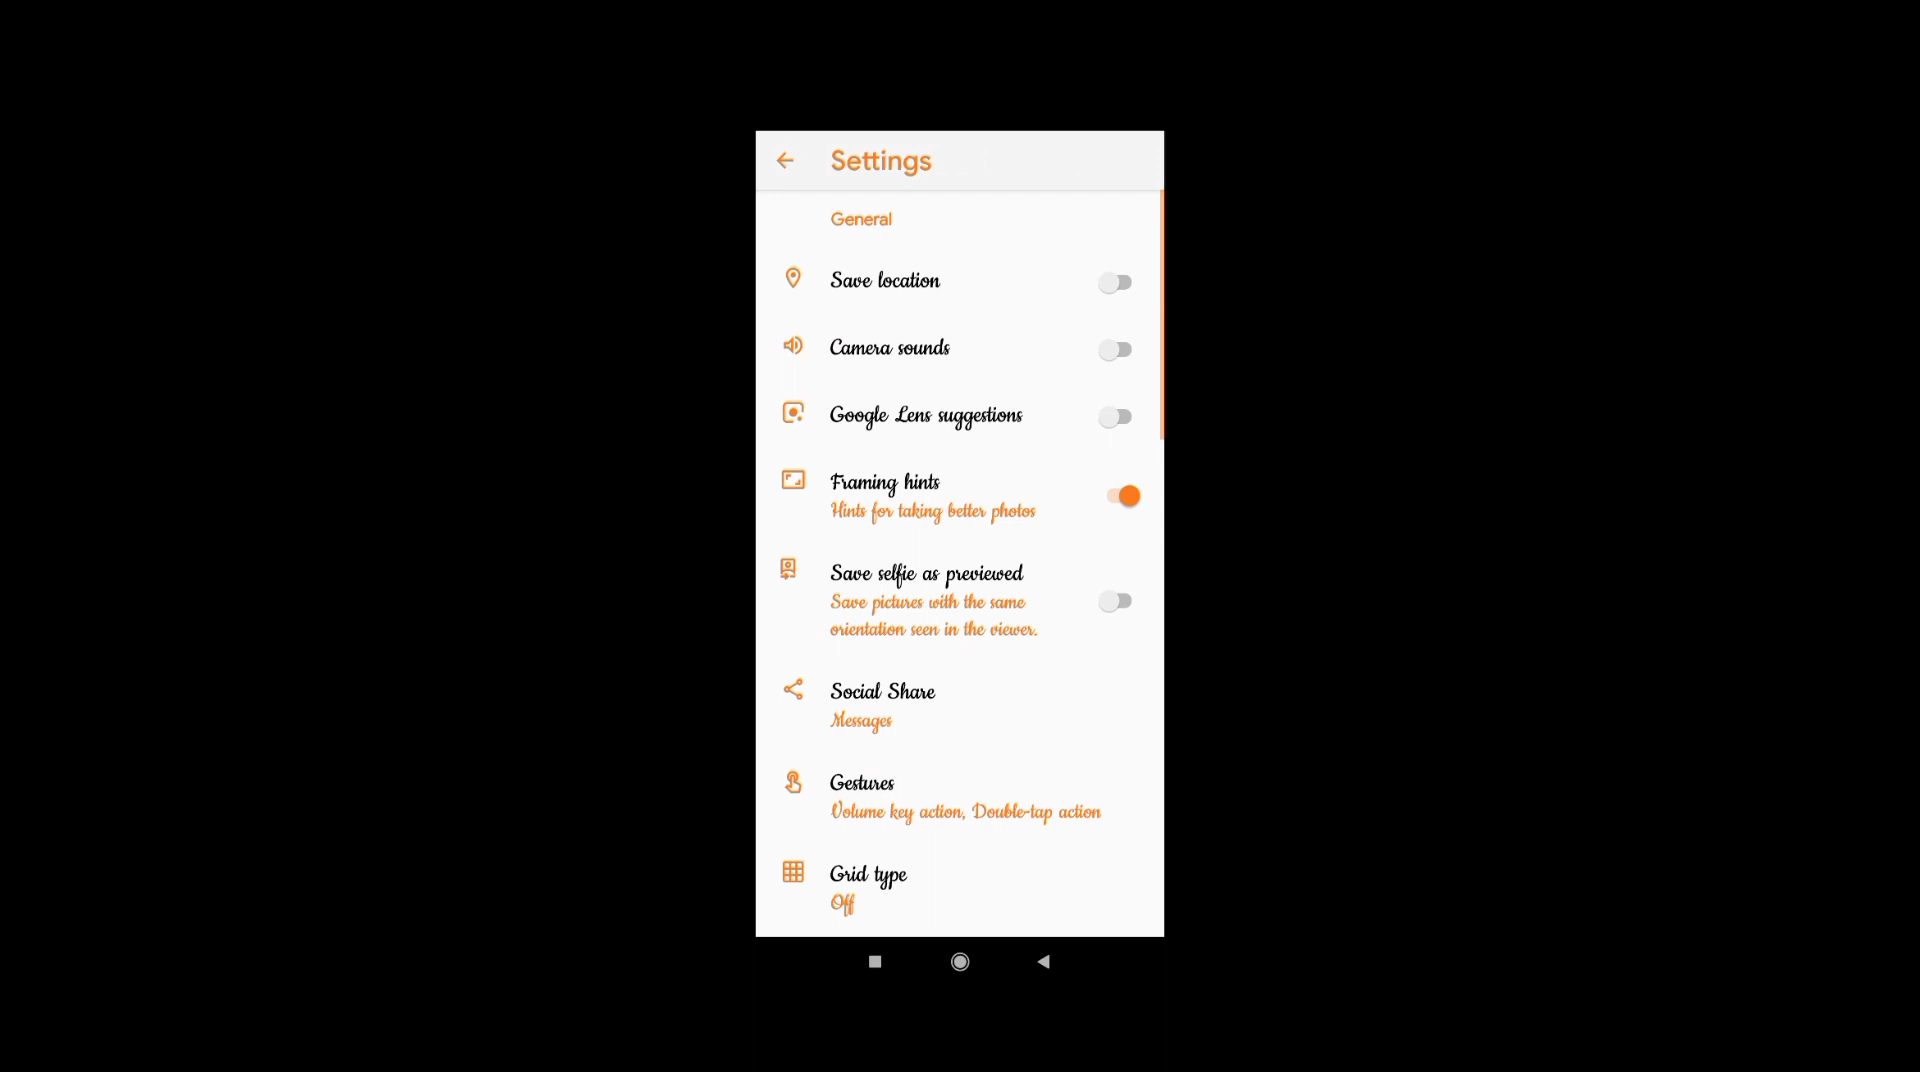 Settings
General
Save location
Camera sounds
Google Lens suggestions
Framing hints
Hints for taking better photos
Save selfie as previewed
Save pictures with the same
orientation seen in the viewer.
Social Share
Messages
Gestures
Volume key action, Double-tap action
Grid type
Off